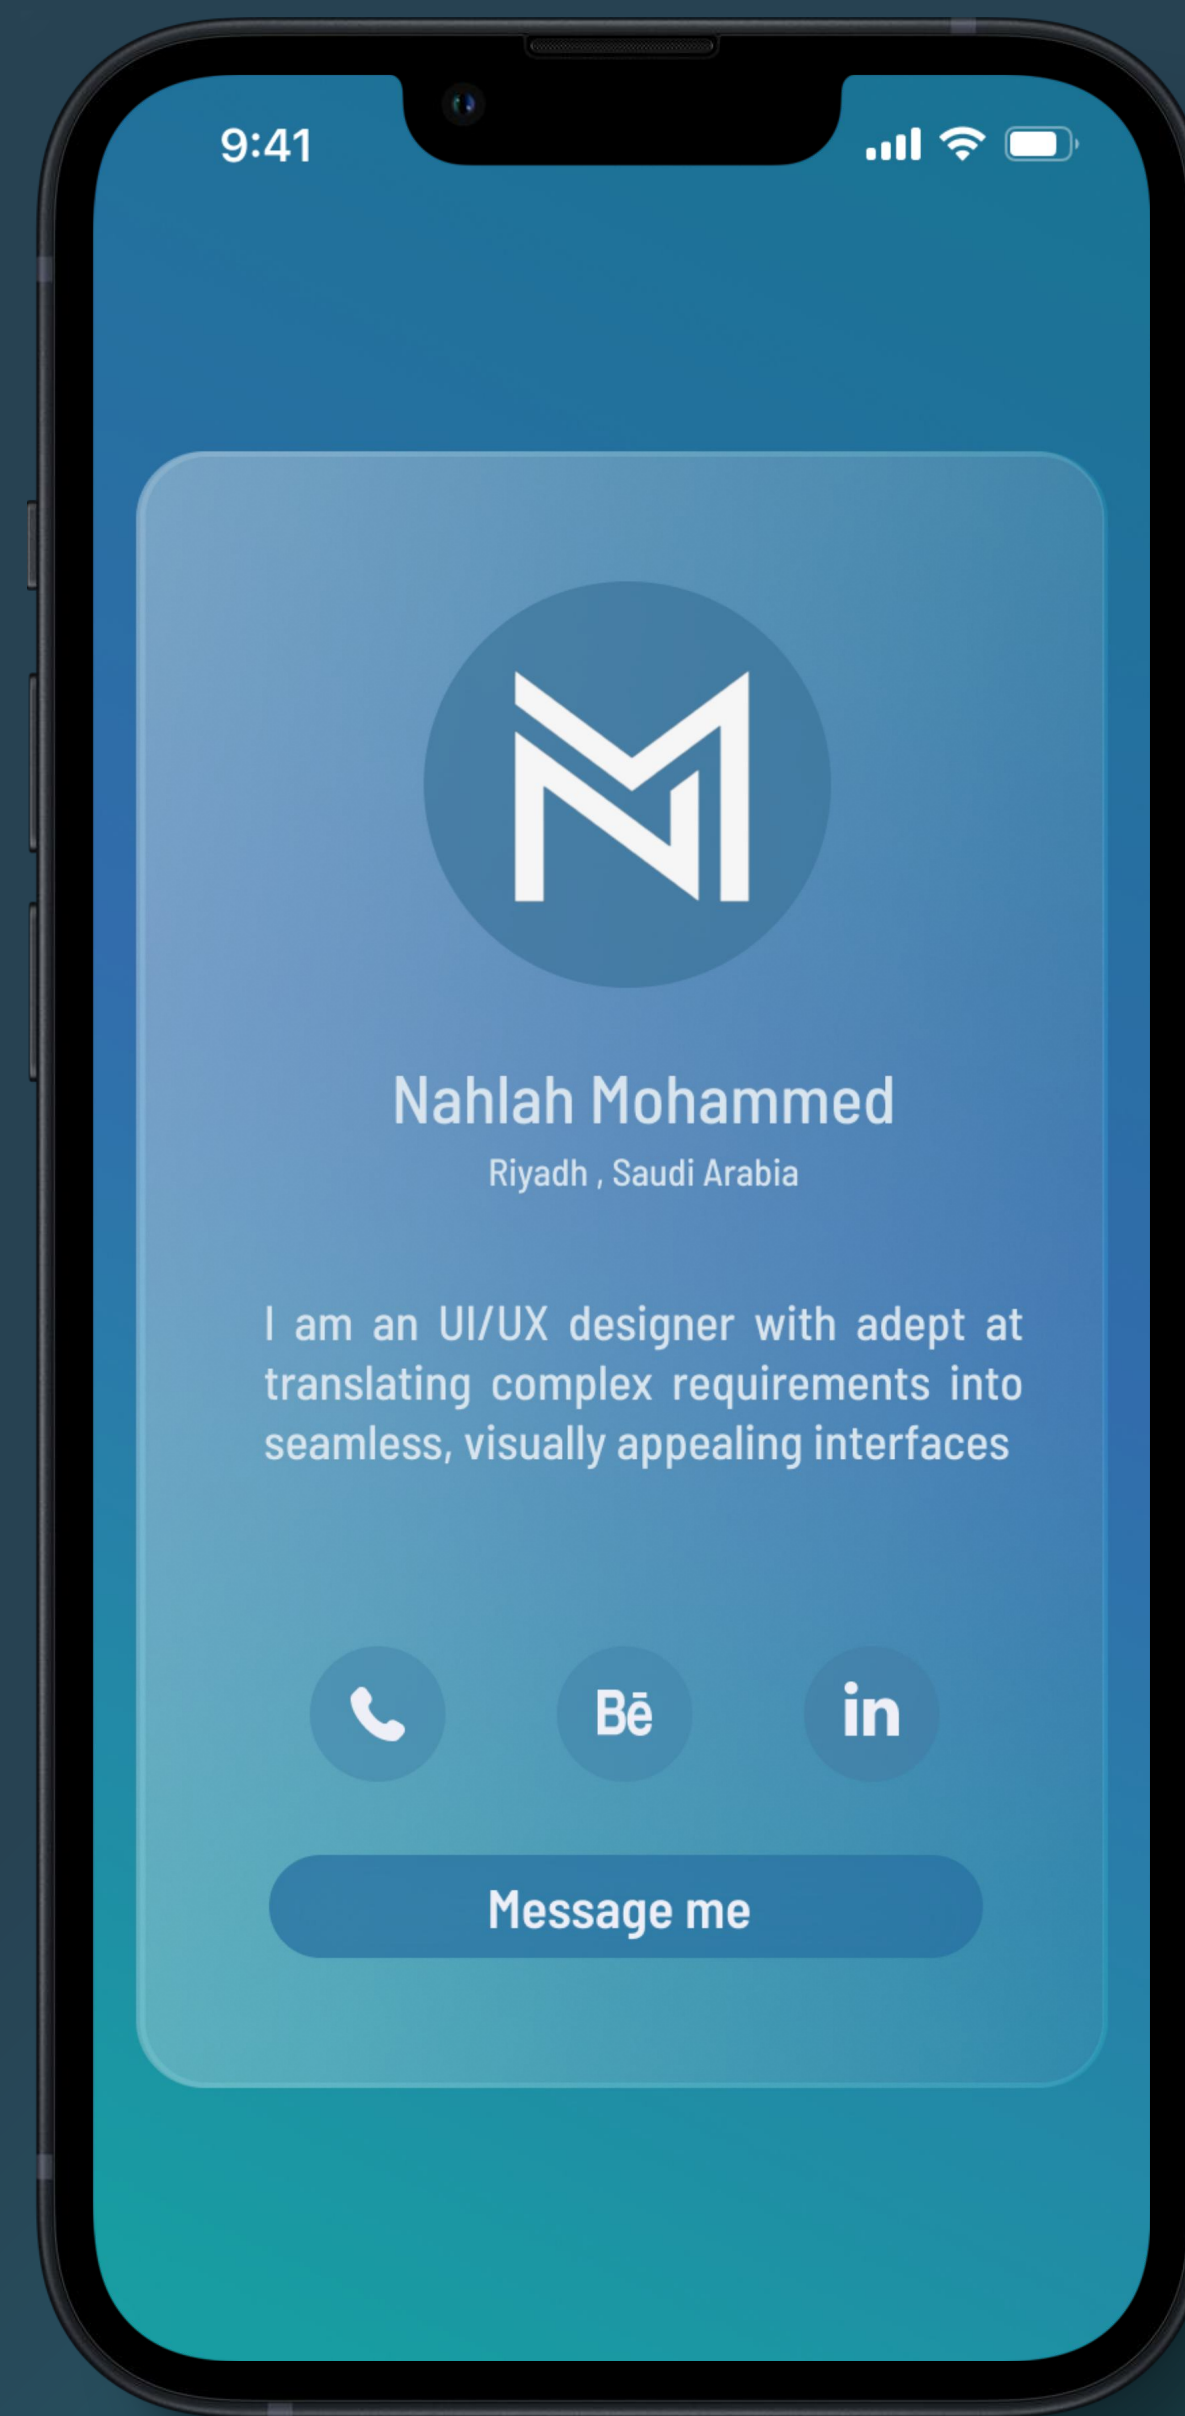 9:41
NM
Nahlah Mohammed
Riyadh , Saudi Arabia
I am an UI/UX designer with adept at
translating complex requirements into
seamless, visually appealing interfaces
Bē
in
Message me